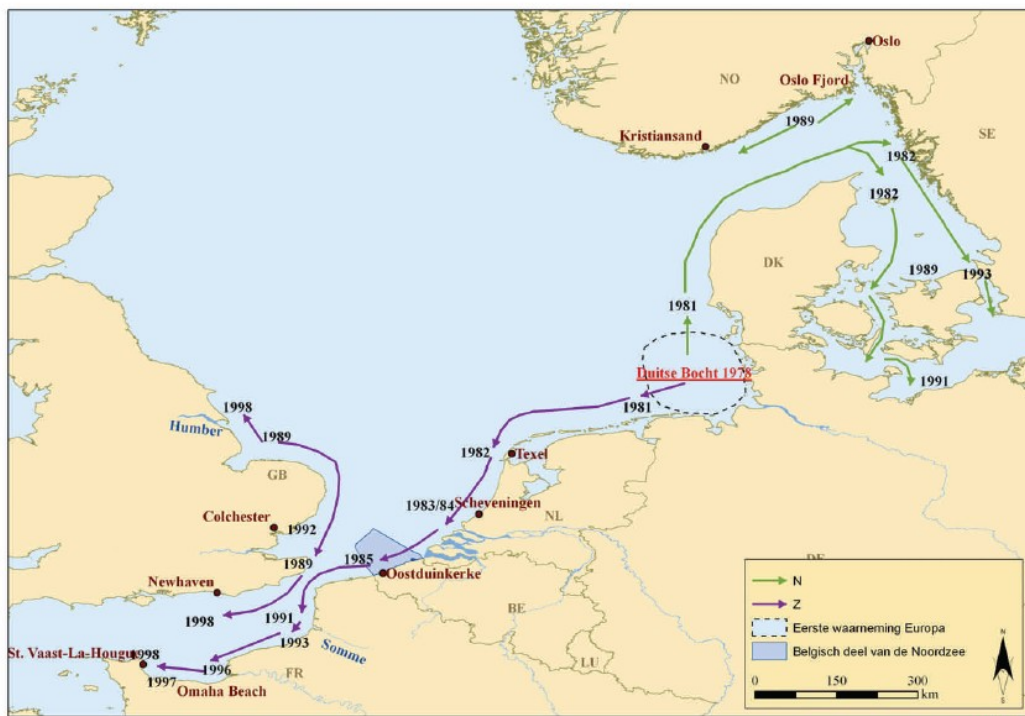 Oslo
NO
Oslo Fjord
SE
Kristiansand
1989
1982
1982
DK
1989
1993
1981
Duitse Bocht 1978
1991
1981
1998
Humber
1989
1982
Texel
GB
1983/84
Scheveningen
Colchester
1992
NL
DE
1989
1985
Oostduinkerke
Newhaven
BE
1998
1991
1993
Somme
LU
St. Vaast-La-Hougue
1998
1996
FR
1997
Omaha Beach
N
Z
Eerste waarneming Europa
Belgisch deel van de Noordzee
N
S
0 100 200 300
km